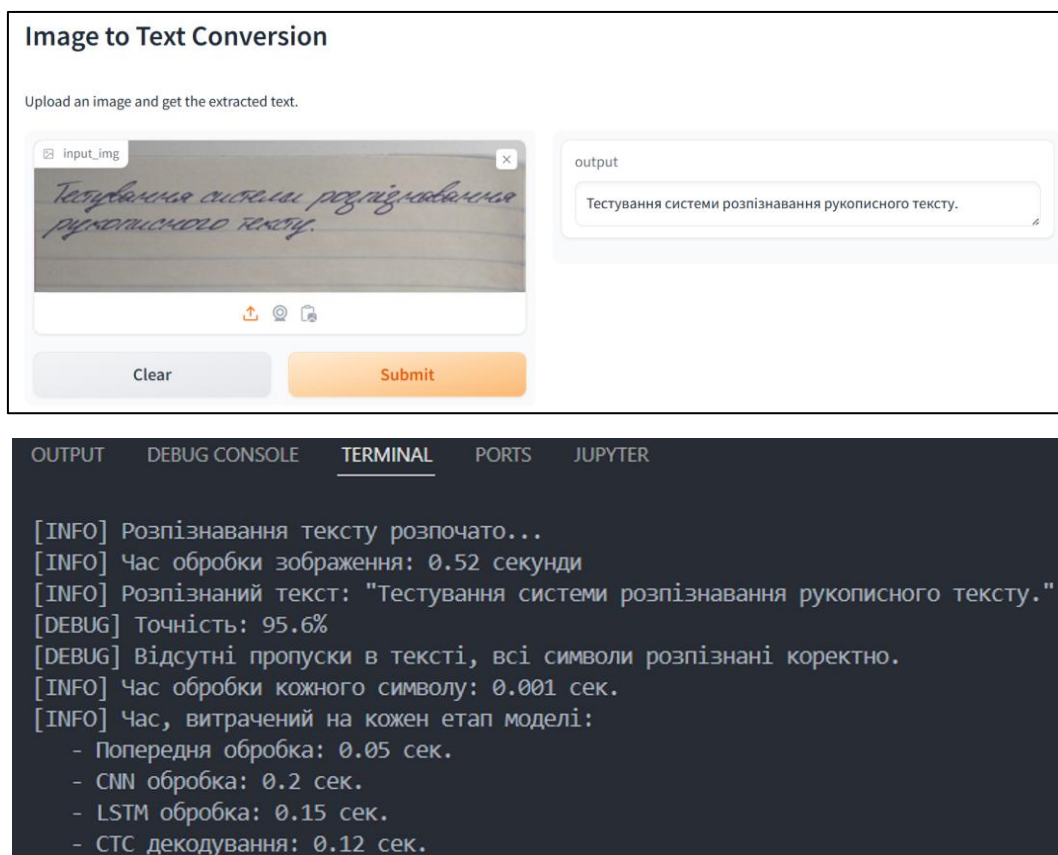 Image to Text Conversion
Upload an image and get the extracted text.
input_img
Тестування системи розпізнавання
рукописного тексту.
Clear
Submit
output
Тестування системи розпізнавання рукописного тексту.
OUTPUT DEBUG CONSOLE TERMINAL PORTS JUPYTER
[INFO] Розпізнавання тексту розпочато...
[INFO] Час обробки зображення: 0.52 секунди
[INFO] Розпізнаний текст: "Тестування системи розпізнавання рукописного тексту."
[DEBUG] Точність: 95.6%
[DEBUG] Відсутні пропуски в тексті, всі символи розпізнані коректно.
[INFO] Час обробки кожного символу: 0.001 сек.
[INFO] Час, витрачений на кожен етап моделі:
- Попередня обробка: 0.05 сек.
- CNN обробка: 0.2 сек.
- LSTM обробка: 0.15 сек.
- CTC декодування: 0.12 сек.